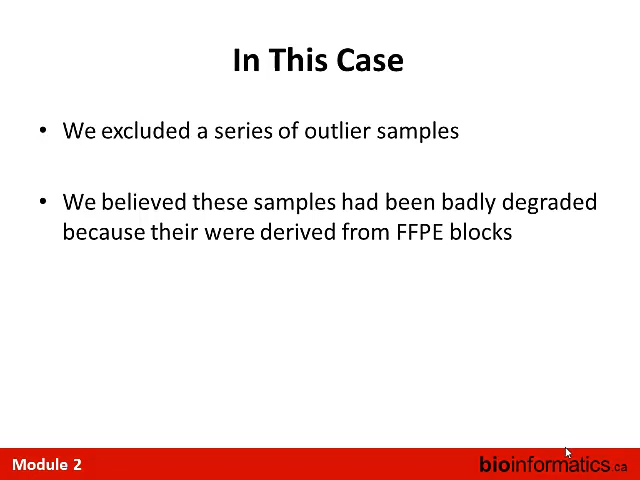 In This Case
• We excluded a series of outlier samples
• We believed these samples had been badly degraded
because their were derived from FFPE blocks
Module 2
bioinformatics.ca